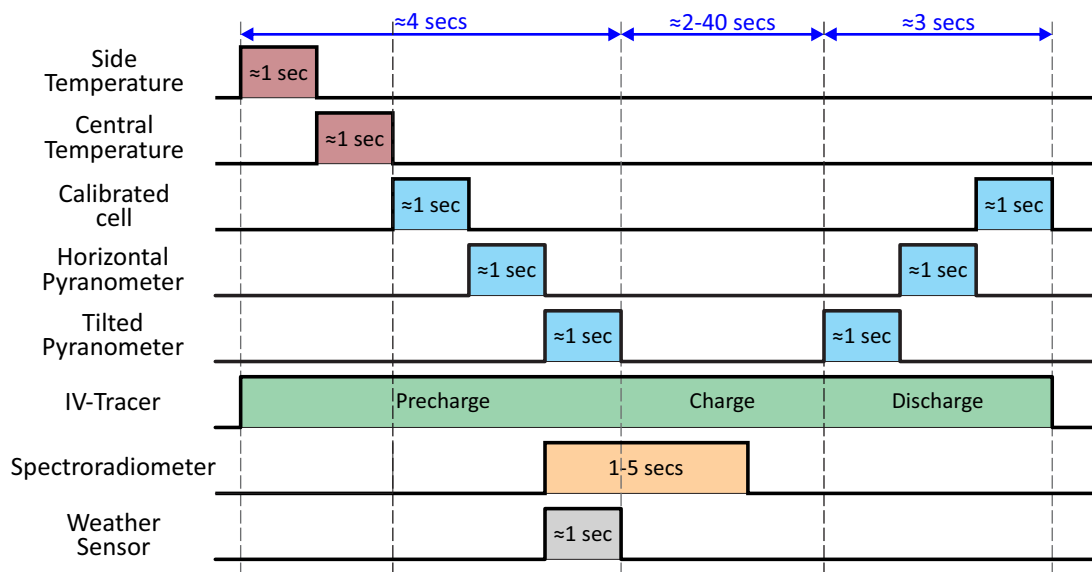 ≈4 secs ≈2-40 secs ≈3 secs
Side
Temperature
≈1 sec
Central
Temperature
≈1 sec
Calibrated
cell
≈1 sec ≈1 sec
Horizontal
Pyranometer
≈1 sec ≈1 sec
Tilted
Pyranometer
≈1 sec ≈1 sec
IV-Tracer Precharge Charge Discharge
Spectroradiometer 1-5 secs
Weather
Sensor
≈1 sec